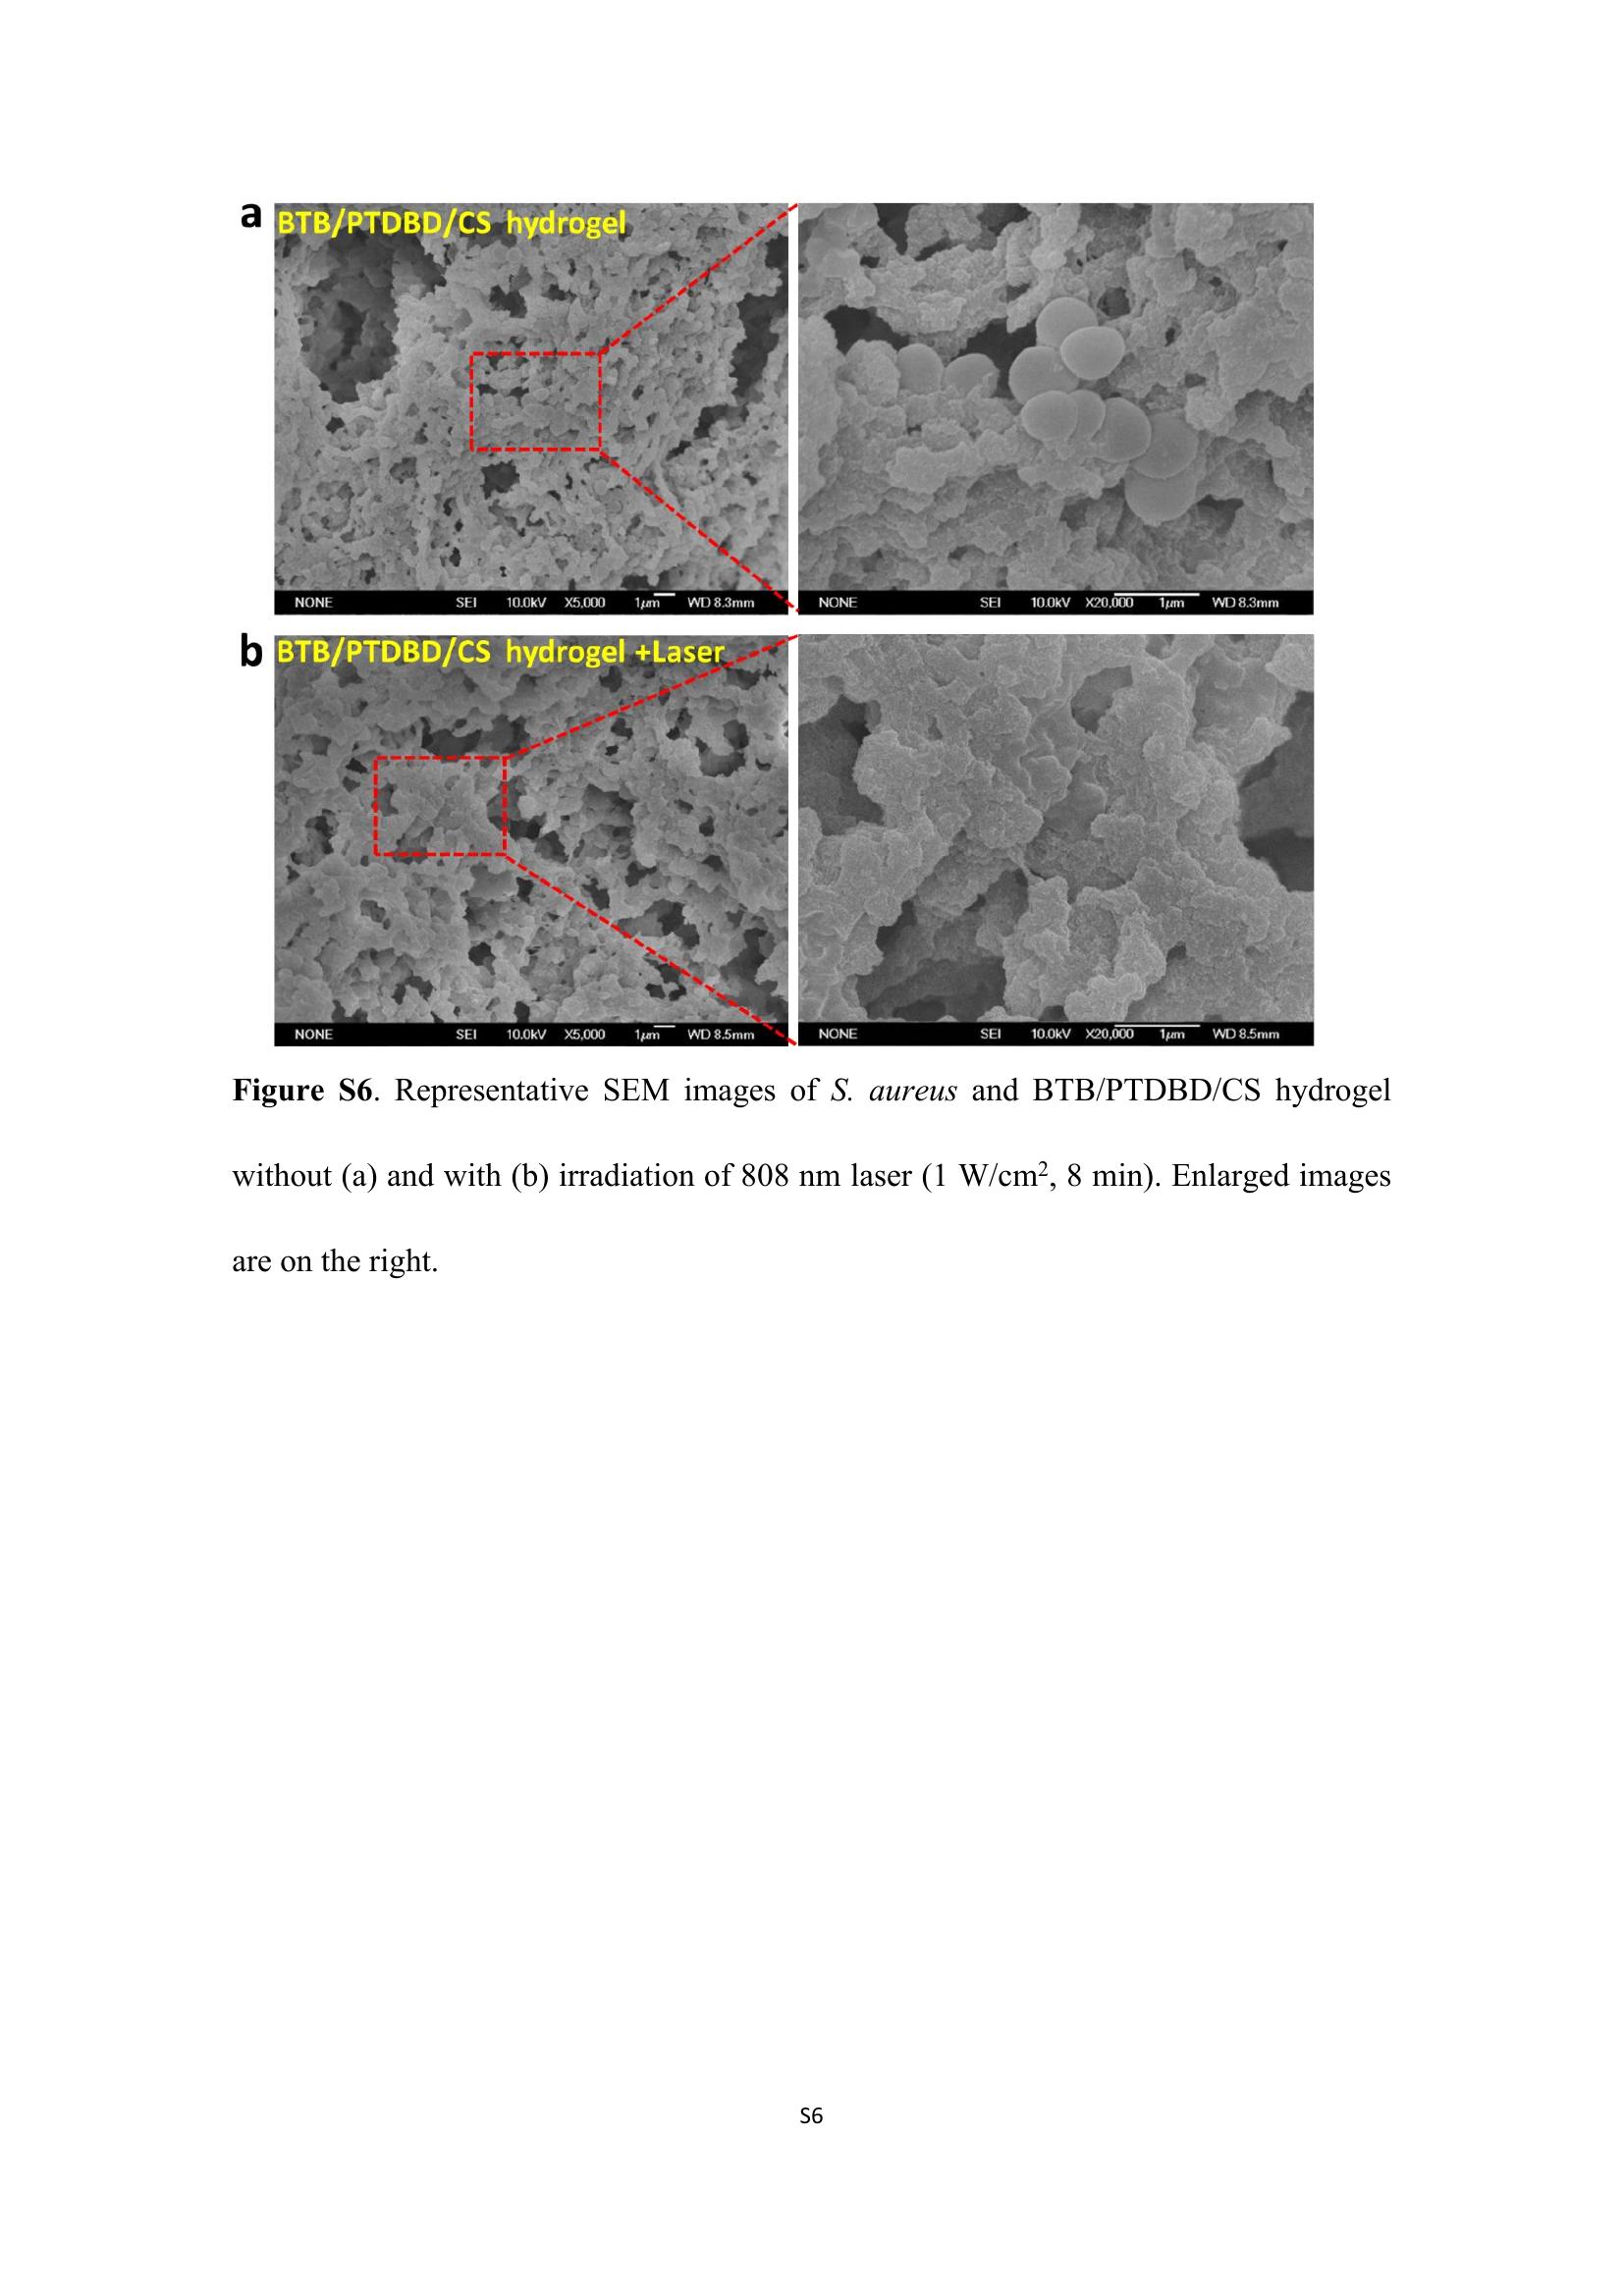 a BTB/PTDBD/CS hydrogel
NONE SEI 10.0kV X5,000 1μm WD 8.3mm
NONE SEI 10.0kV X20,000 1μm WD 8.3mm
b BTB/PTDBD/CS hydrogel +Laser
NONE SEI 10.0kV X5,000 1μm WD 8.5mm
NONE SEI 10.0kV X20,000 1μm WD 8.5mm
Figure S6. Representative SEM images of S. aureus and BTB/PTDBD/CS hydrogel
without (a) and with (b) irradiation of 808 nm laser (1 W/cm², 8 min). Enlarged images
are on the right.
S6